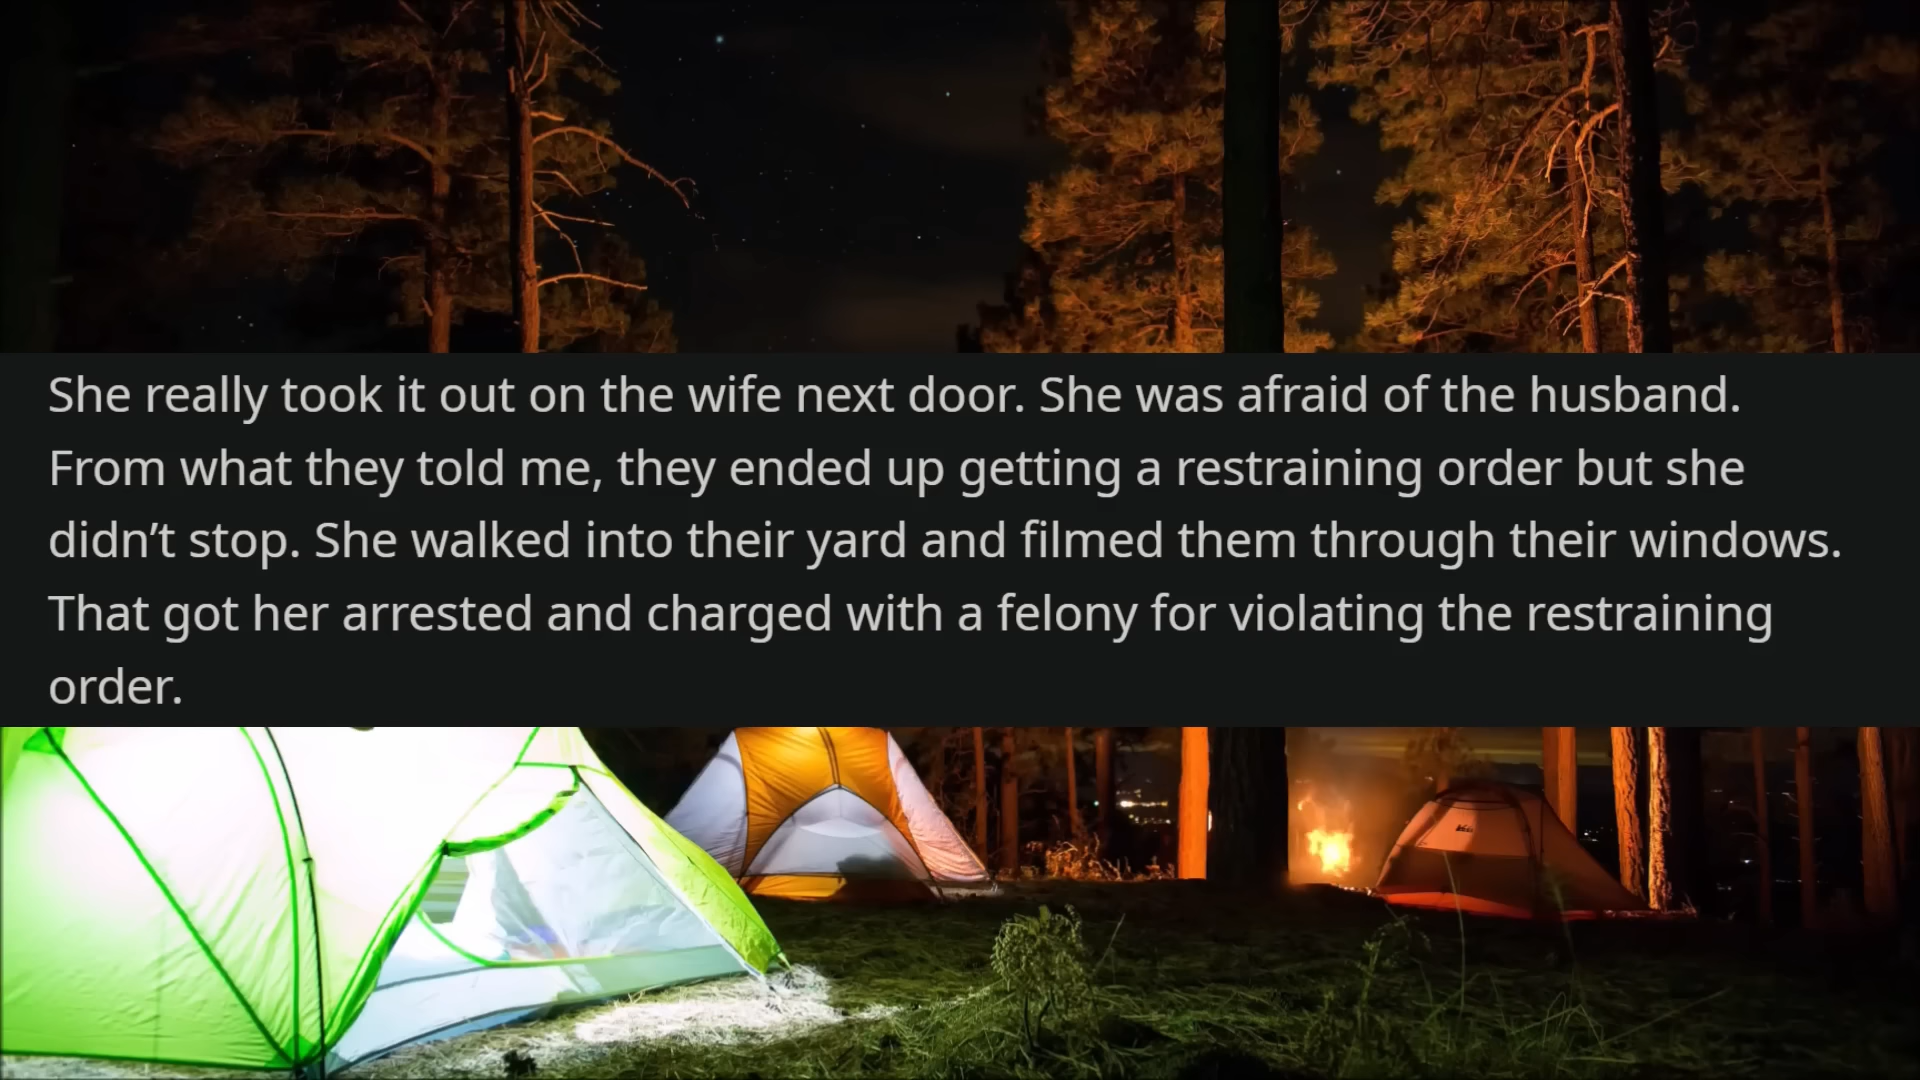 She really took it out on the wife next door. She was afraid of the husband.
From what they told me, they ended up getting a restraining order but she
didn’t stop. She walked into their yard and filmed them through their windows.
That got her arrested and charged with a felony for violating the restraining
order.